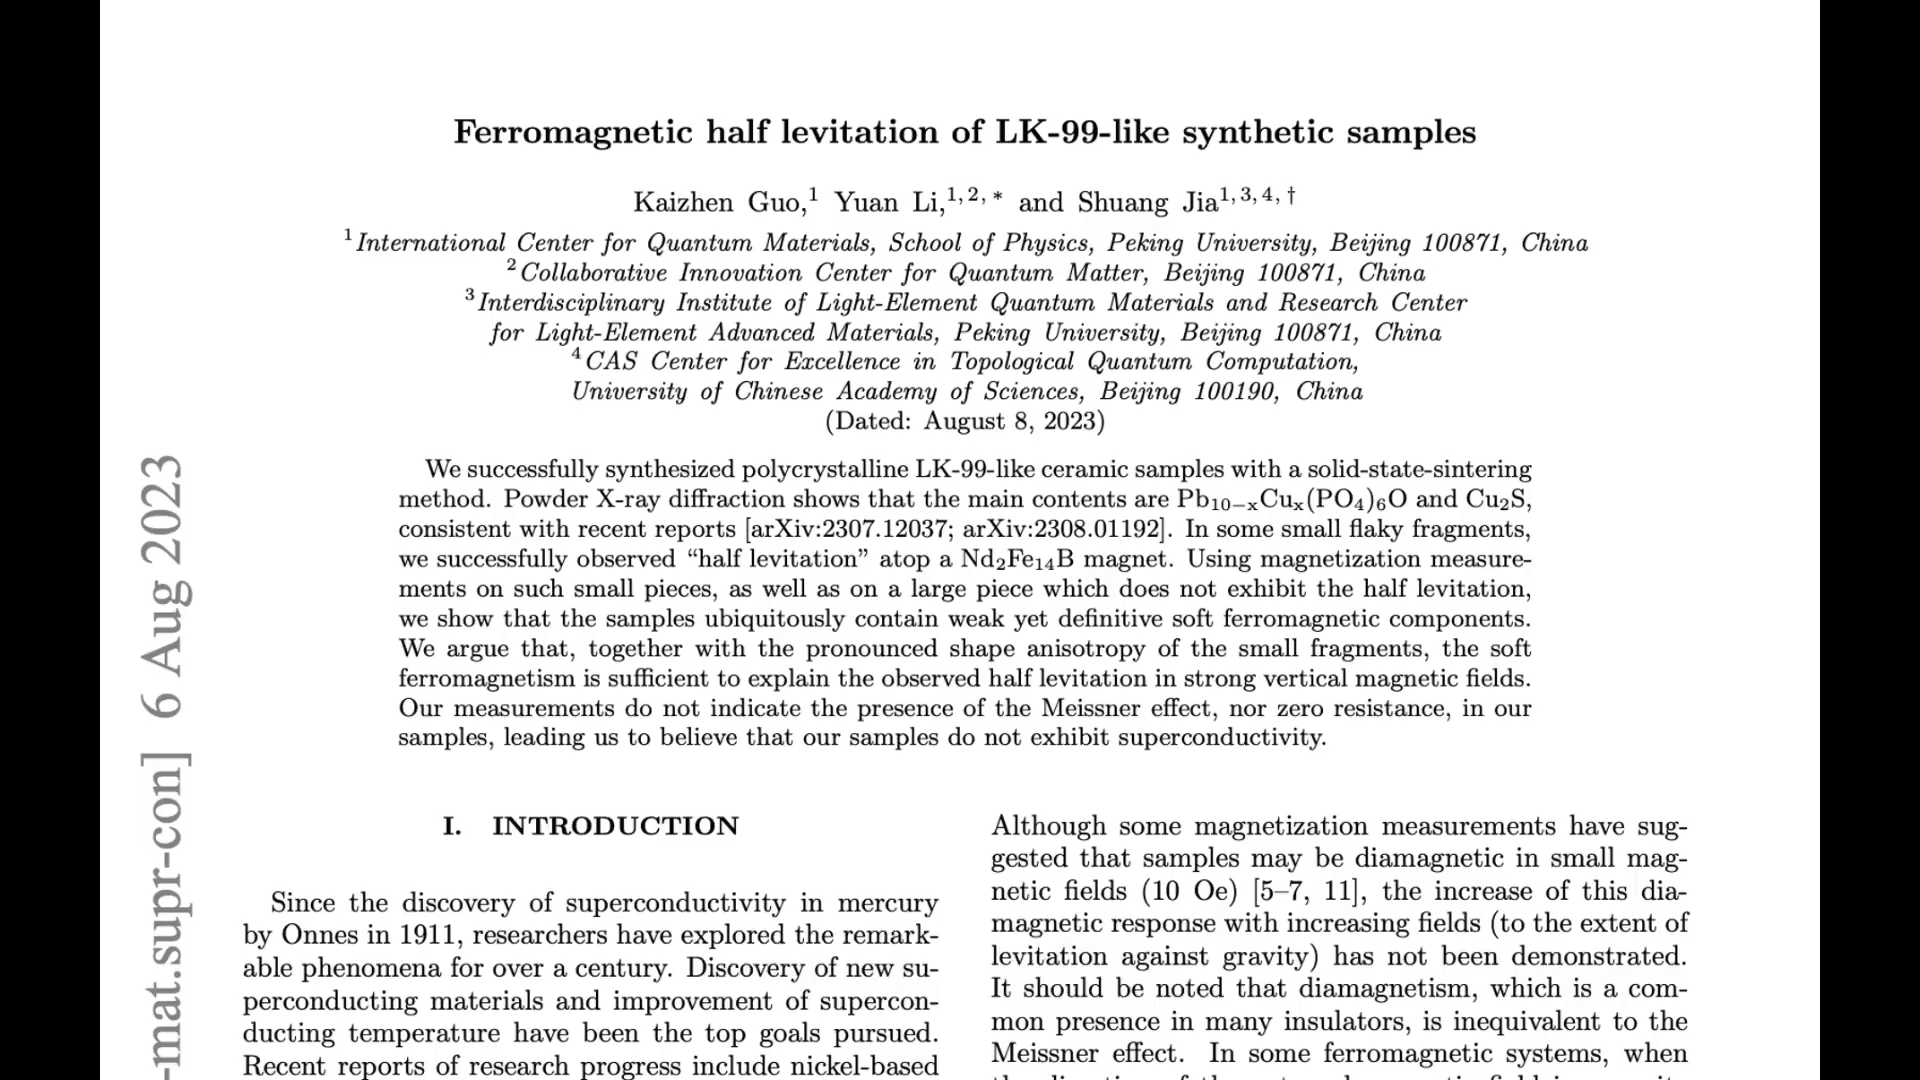 Ferromagnetic half levitation of LK-99-like synthetic samples
Kaizhen Guo,¹ Yuan Li,¹,²,* and Shuang Jia¹,³,⁴,†
¹International Center for Quantum Materials, School of Physics, Peking University, Beijing 100871, China
²Collaborative Innovation Center for Quantum Matter, Beijing 100871, China
³Interdisciplinary Institute of Light-Element Quantum Materials and Research Center
for Light-Element Advanced Materials, Peking University, Beijing 100871, China
⁴CAS Center for Excellence in Topological Quantum Computation,
University of Chinese Academy of Sciences, Beijing 100190, China
(Dated: August 8, 2023)
We successfully synthesized polycrystalline LK-99-like ceramic samples with a solid-state-sintering
method. Powder X-ray diffraction shows that the main contents are Pb₁₀₋ₓCuₓ(PO₄)₆O and Cu₂S,
consistent with recent reports [arXiv:2307.12037; arXiv:2308.01192]. In some small flaky fragments,
we successfully observed “half levitation” atop a Nd₂Fe₁₄B magnet. Using magnetization measure-
ments on such small pieces, as well as on a large piece which does not exhibit the half levitation,
we show that the samples ubiquitously contain weak yet definitive soft ferromagnetic components.
We argue that, together with the pronounced shape anisotropy of the small fragments, the soft
ferromagnetism is sufficient to explain the observed half levitation in strong vertical magnetic fields.
Our measurements do not indicate the presence of the Meissner effect, nor zero resistance, in our
samples, leading us to believe that our samples do not exhibit superconductivity.
-mat.supr-con] 6 Aug 2023
I. INTRODUCTION
Since the discovery of superconductivity in mercury
by Onnes in 1911, researchers have explored the remark-
able phenomena for over a century. Discovery of new su-
perconducting materials and improvement of supercon-
ducting temperature have been the top goals pursued.
Recent reports of research progress include nickel-based
Although some magnetization measurements have sug-
gested that samples may be diamagnetic in small mag-
netic fields (10 Oe) [5–7, 11], the increase of this dia-
magnetic response with increasing fields (to the extent of
levitation against gravity) has not been demonstrated.
It should be noted that diamagnetism, which is a com-
mon presence in many insulators, is inequivalent to the
Meissner effect. In some ferromagnetic systems, when